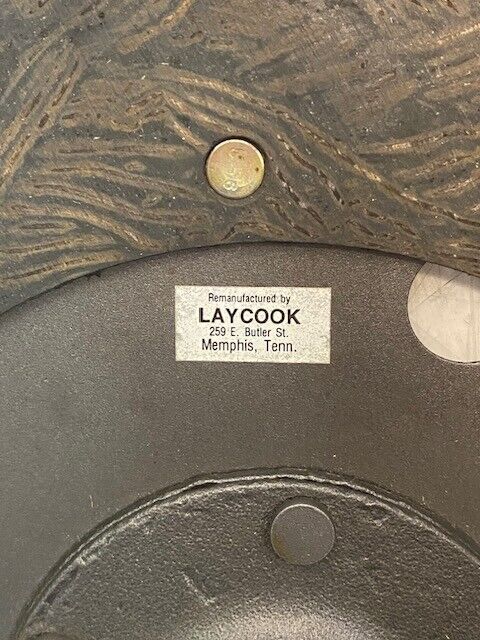 Remanufactured by
LAYCOOK
259 E. Butler St.
Memphis, Tenn.